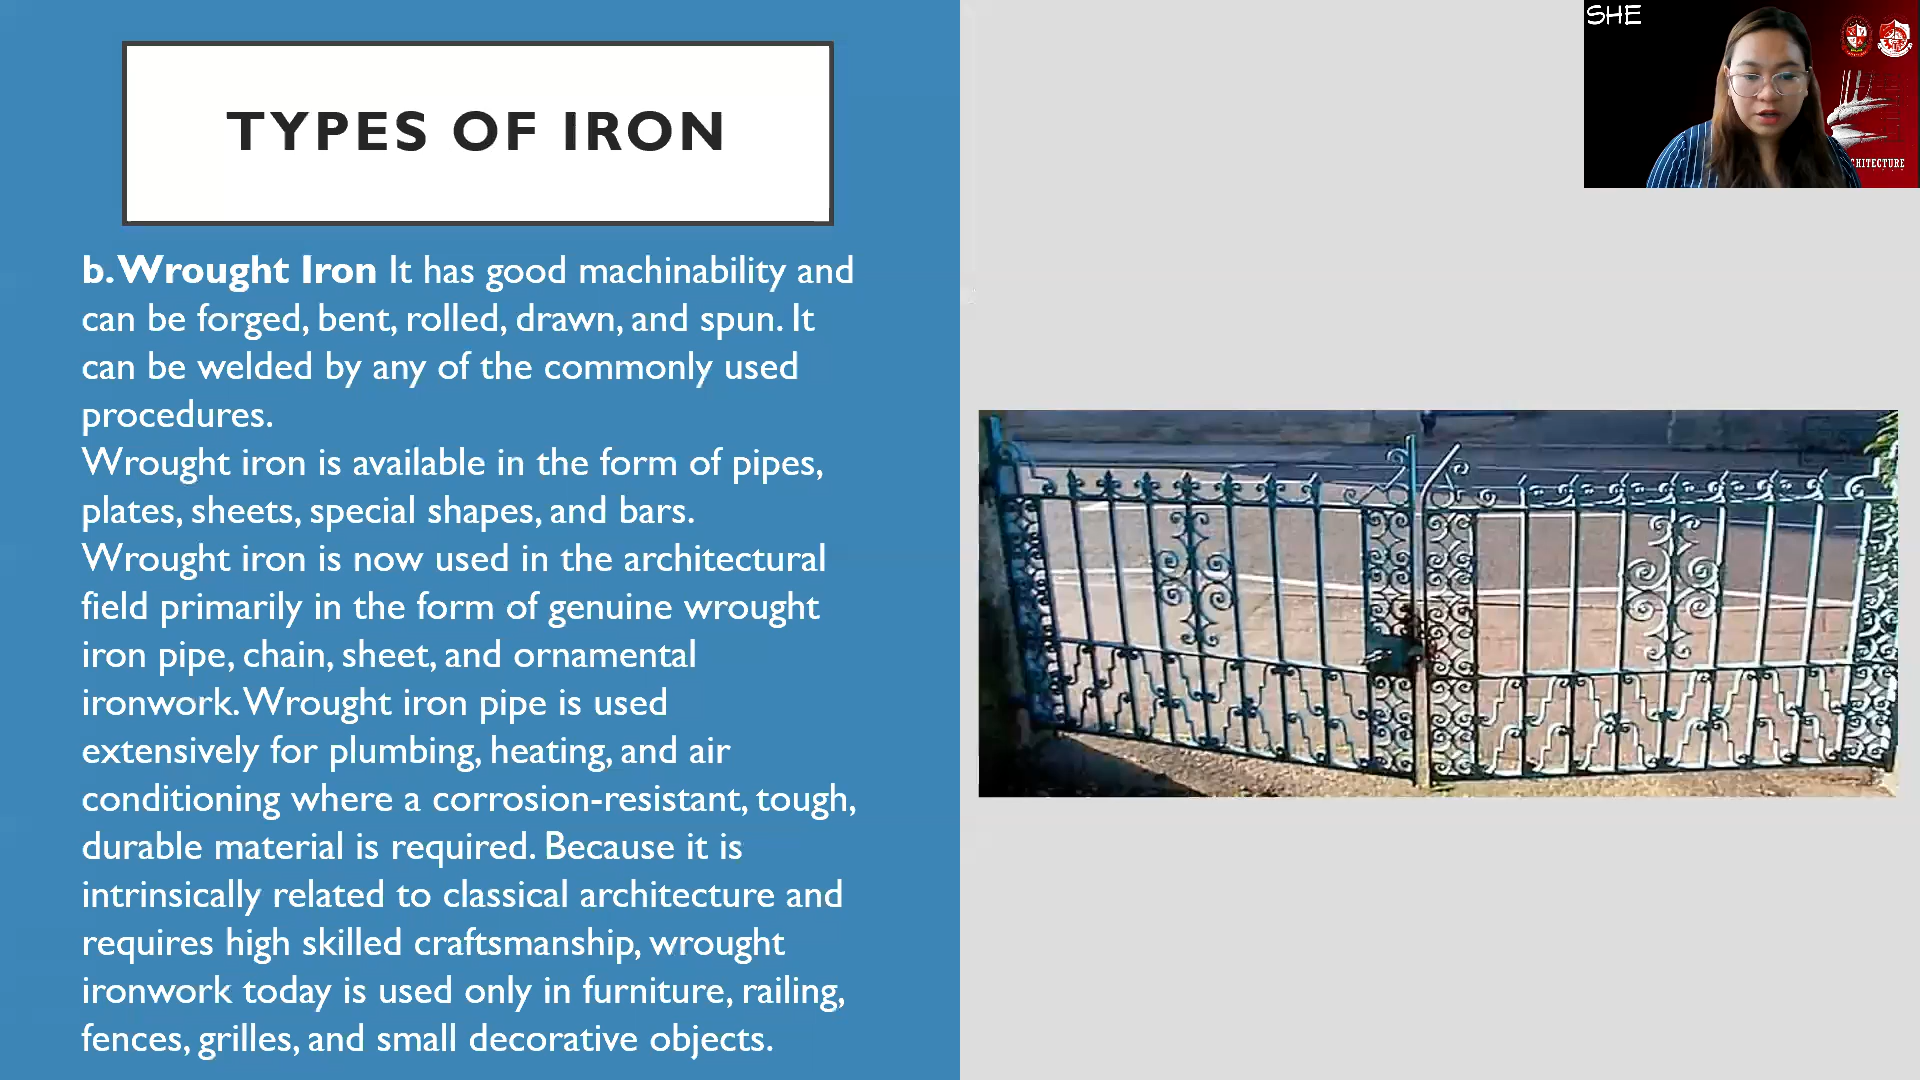 SHE
TYPES OF IRON
CHITECTURE
b. Wrought Iron It has good machinability and
can be forged, bent, rolled, drawn, and spun. It
can be welded by any of the commonly used
procedures.
Wrought iron is available in the form of pipes,
plates, sheets, special shapes, and bars.
Wrought iron is now used in the architectural
field primarily in the form of genuine wrought
iron pipe, chain, sheet, and ornamental
ironwork. Wrought iron pipe is used
extensively for plumbing, heating, and air
conditioning where a corrosion-resistant, tough,
durable material is required. Because it is
intrinsically related to classical architecture and
requires high skilled craftsmanship, wrought
ironwork today is used only in furniture, railing,
fences, grilles, and small decorative objects.